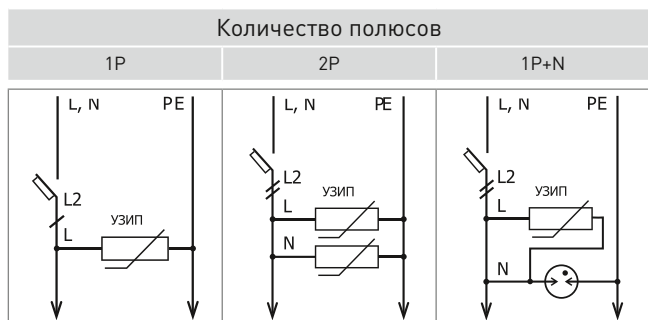 Количество полюсов
1P 2P 1P+N
L, N PE L, N PE L, N PE
L2 УЗИП L2 УЗИП L2 УЗИП
L L L
N N